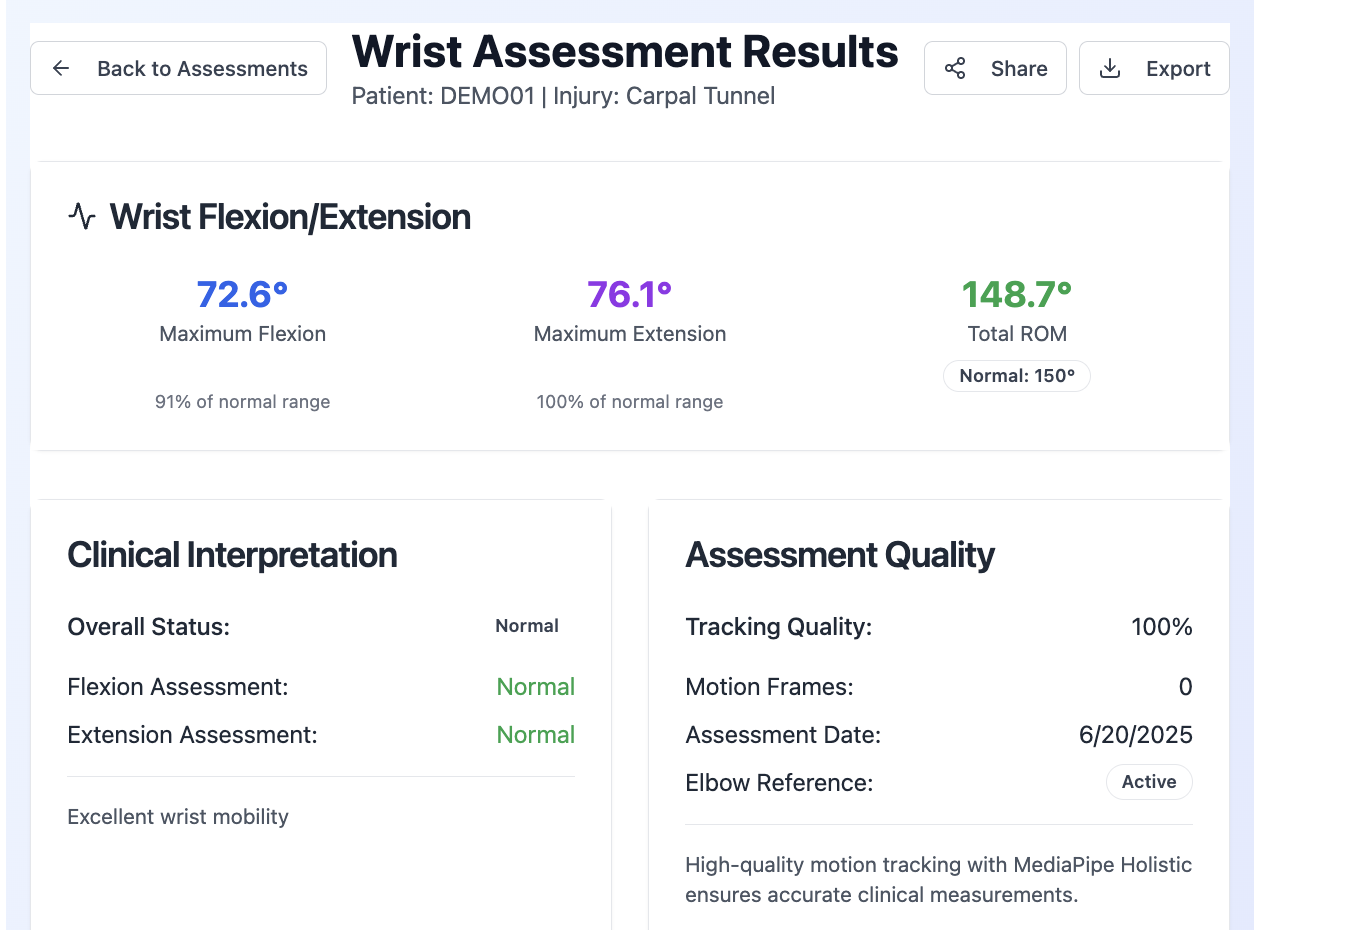 Back to Assessments
Wrist Assessment Results
Patient: DEMO01 | Injury: Carpal Tunnel
Share
Export
Wrist Flexion/Extension
72.6°
Maximum Flexion
91% of normal range
76.1°
Maximum Extension
100% of normal range
148.7°
Total ROM
Normal: 150°
Clinical Interpretation
Overall Status: Normal
Flexion Assessment: Normal
Extension Assessment: Normal
Excellent wrist mobility
Assessment Quality
Tracking Quality: 100%
Motion Frames: 0
Assessment Date: 6/20/2025
Elbow Reference: Active
High-quality motion tracking with MediaPipe Holistic
ensures accurate clinical measurements.